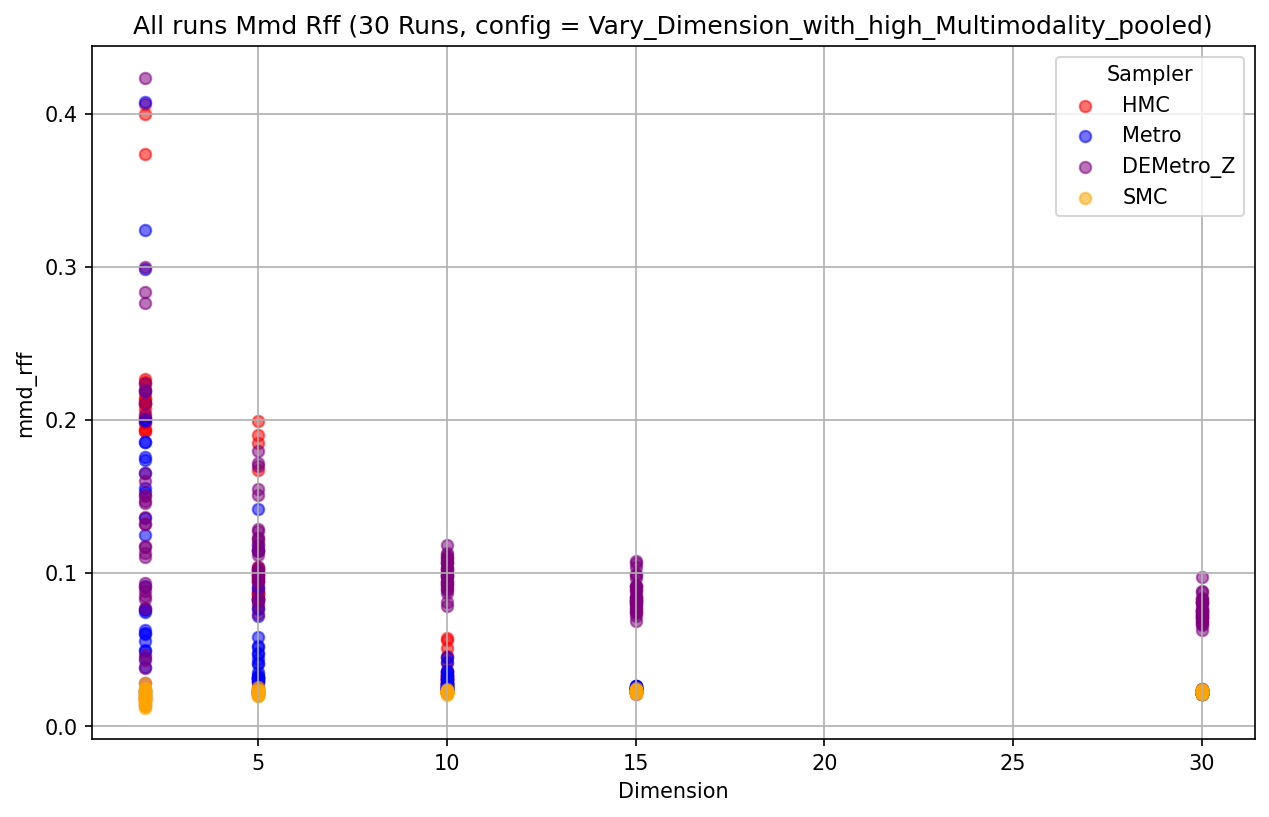 All runs Mmd Rff (30 Runs, config = Vary_Dimension_with_high_Multimodality_pooled)
Sampler
HMC
Metro
DEMetro_Z
SMC
0.4
0.3
0.2
0.1
0.0
mmd_rff
5
10
15
20
25
30
Dimension